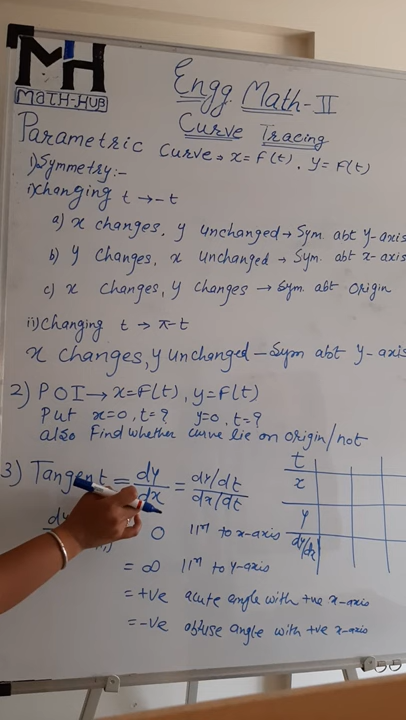 MH
MATH-HUB
Engg Math-II
Curve Tracing
Parametric Curve = x=f(t), y=F(t)
1) Symmetry:-
i) changing t → -t
a) x changes, y unchanged → Sym. abt y-axis
b) y changes, x unchanged → Sym. abt x-axis
c) x changes, y changes → Sym. abt origin
ii) changing t → π-t
x changes, y unchanged – Sym abt y-axis
2) P O I → x=f(t), y=F(t)
Put x=0, t=? y=0, t=?
also Find whether curve lie on origin/not
3) Tangent = dy/dx = dy/dt / dx/dt
t
x
y
dy/dx
0 ||el to x-axis
= ∞ ||el to y-axis
= +ve acute angle with +ve x-axis
= -ve obtuse angle with +ve x-axis